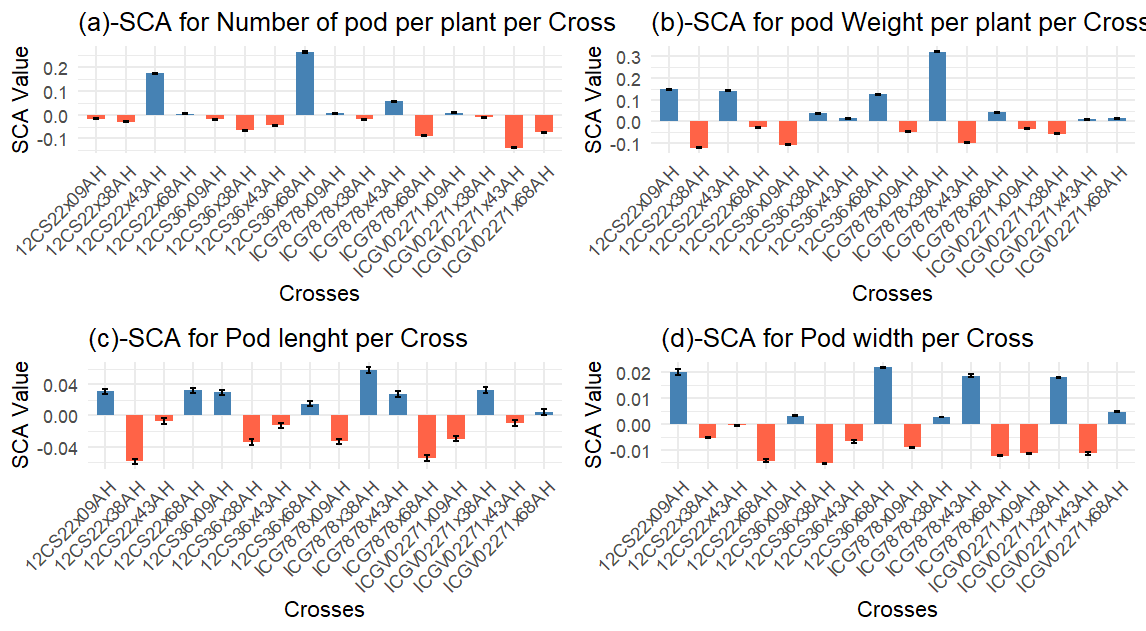 (a)-SCA for Number of pod per plant per Cross
SCA Value
0.2
0.1
0.0
-0.1
12CS22x09AH
12CS22x38AH
12CS22x43AH
12CS22x68AH
12CS36x09AH
12CS36x38AH
12CS36x43AH
12CS36x68AH
ICG7878x09AH
ICG7878x38AH
ICG7878x43AH
ICG7878x68AH
ICGV02271x09AH
ICGV02271x38AH
ICGV02271x43AH
ICGV02271x68AH
Crosses
(b)-SCA for pod Weight per plant per Cross
SCA Value
0.3
0.2
0.1
0.0
-0.1
12CS22x09AH
12CS22x38AH
12CS22x43AH
12CS22x68AH
12CS36x09AH
12CS36x38AH
12CS36x43AH
12CS36x68AH
ICG7878x09AH
ICG7878x38AH
ICG7878x43AH
ICG7878x68AH
ICGV02271x09AH
ICGV02271x38AH
ICGV02271x43AH
ICGV02271x68AH
Crosses
(c)-SCA for Pod lenght per Cross
SCA Value
0.04
0.00
-0.04
12CS22x09AH
12CS22x38AH
12CS22x43AH
12CS22x68AH
12CS36x09AH
12CS36x38AH
12CS36x43AH
12CS36x68AH
ICG7878x09AH
ICG7878x38AH
ICG7878x43AH
ICG7878x68AH
ICGV02271x09AH
ICGV02271x38AH
ICGV02271x43AH
ICGV02271x68AH
Crosses
(d)-SCA for Pod width per Cross
SCA Value
0.02
0.01
0.00
-0.01
12CS22x09AH
12CS22x38AH
12CS22x43AH
12CS22x68AH
12CS36x09AH
12CS36x38AH
12CS36x43AH
12CS36x68AH
ICG7878x09AH
ICG7878x38AH
ICG7878x43AH
ICG7878x68AH
ICGV02271x09AH
ICGV02271x38AH
ICGV02271x43AH
ICGV02271x68AH
Crosses